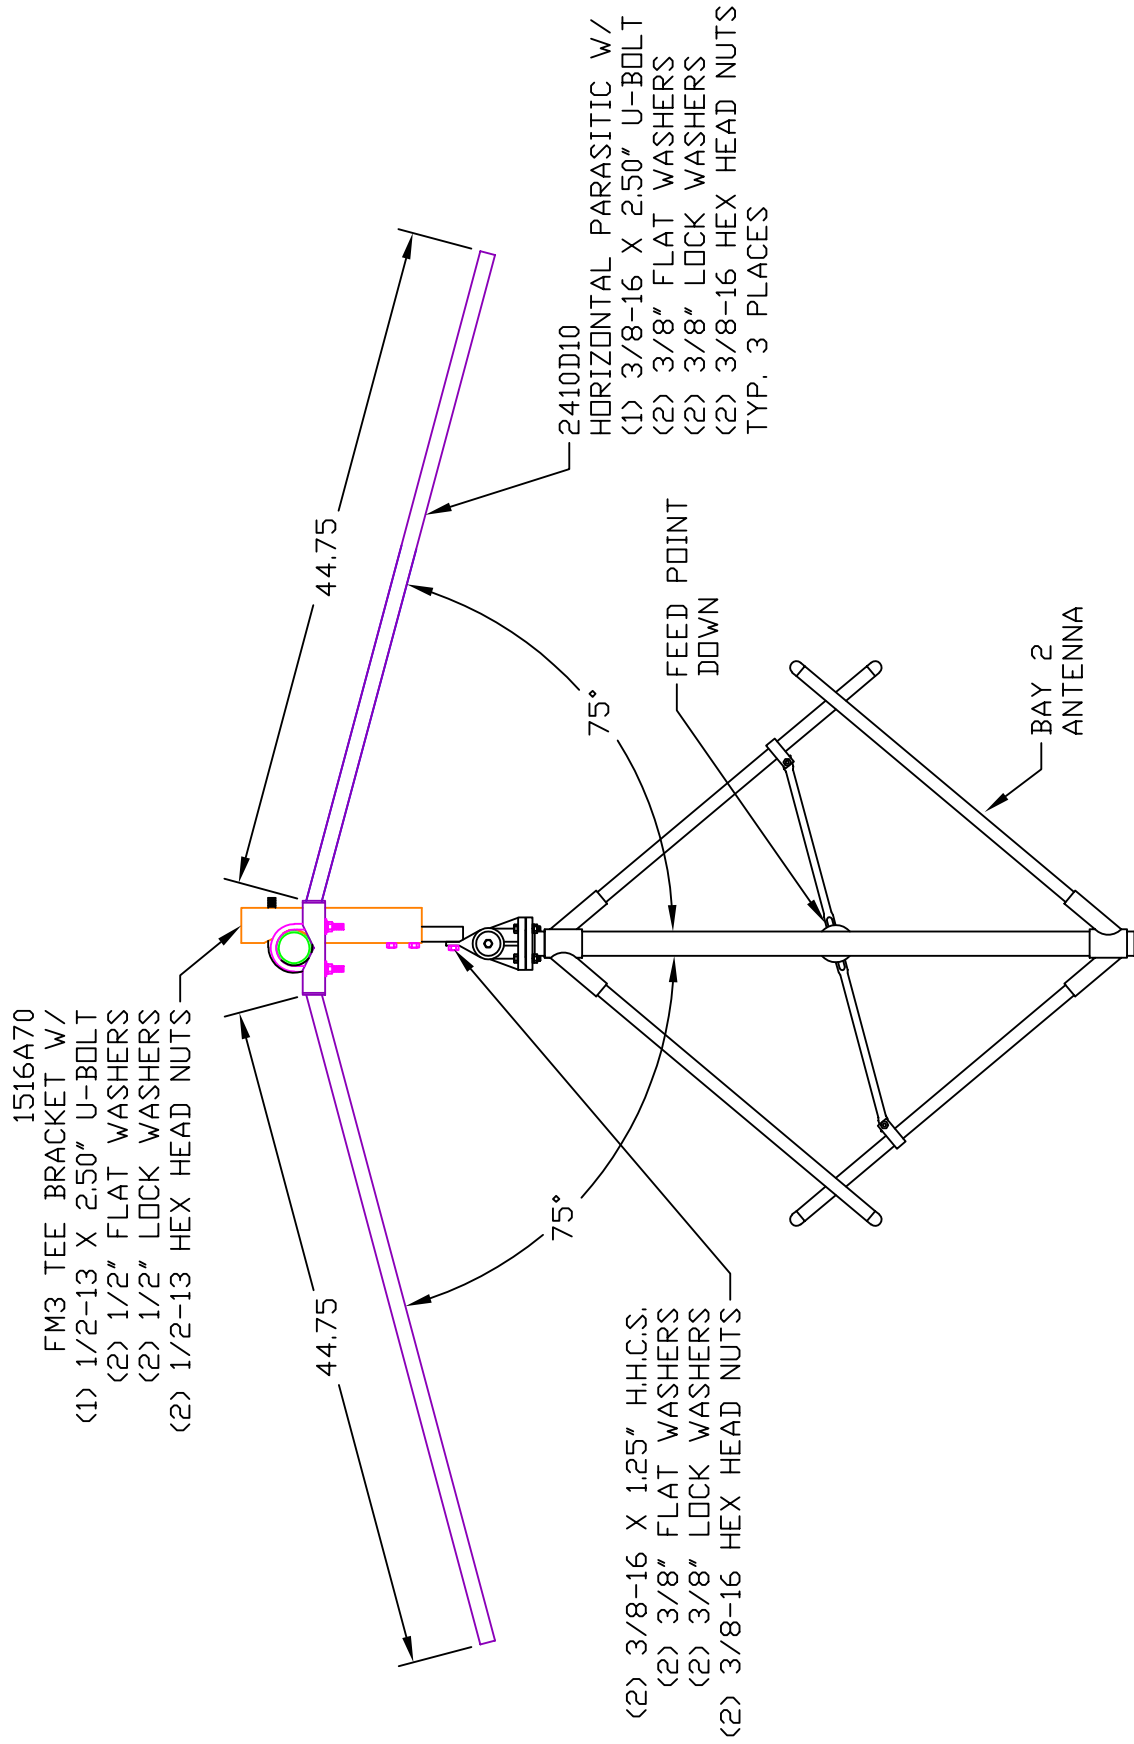 1516A70
FM3 TEE BRACKET W/
(1) 1/2-13 X 2.50" U-BOLT
(2) 1/2" FLAT WASHERS
(2) 1/2" LOCK WASHERS
(2) 1/2-13 HEX HEAD NUTS
44.75
44.75
75°
75°
2410D10
HORIZONTAL PARASITIC W/
(1) 3/8-16 X 2.50" U-BOLT
(2) 3/8" FLAT WASHERS
(2) 3/8" LOCK WASHERS
(2) 3/8-16 HEX HEAD NUTS
TYP. 3 PLACES
(2) 3/8-16 X 1.25" H.H.C.S.
(2) 3/8" FLAT WASHERS
(2) 3/8" LOCK WASHERS
(2) 3/8-16 HEX HEAD NUTS
FEED POINT
DOWN
BAY 2
ANTENNA